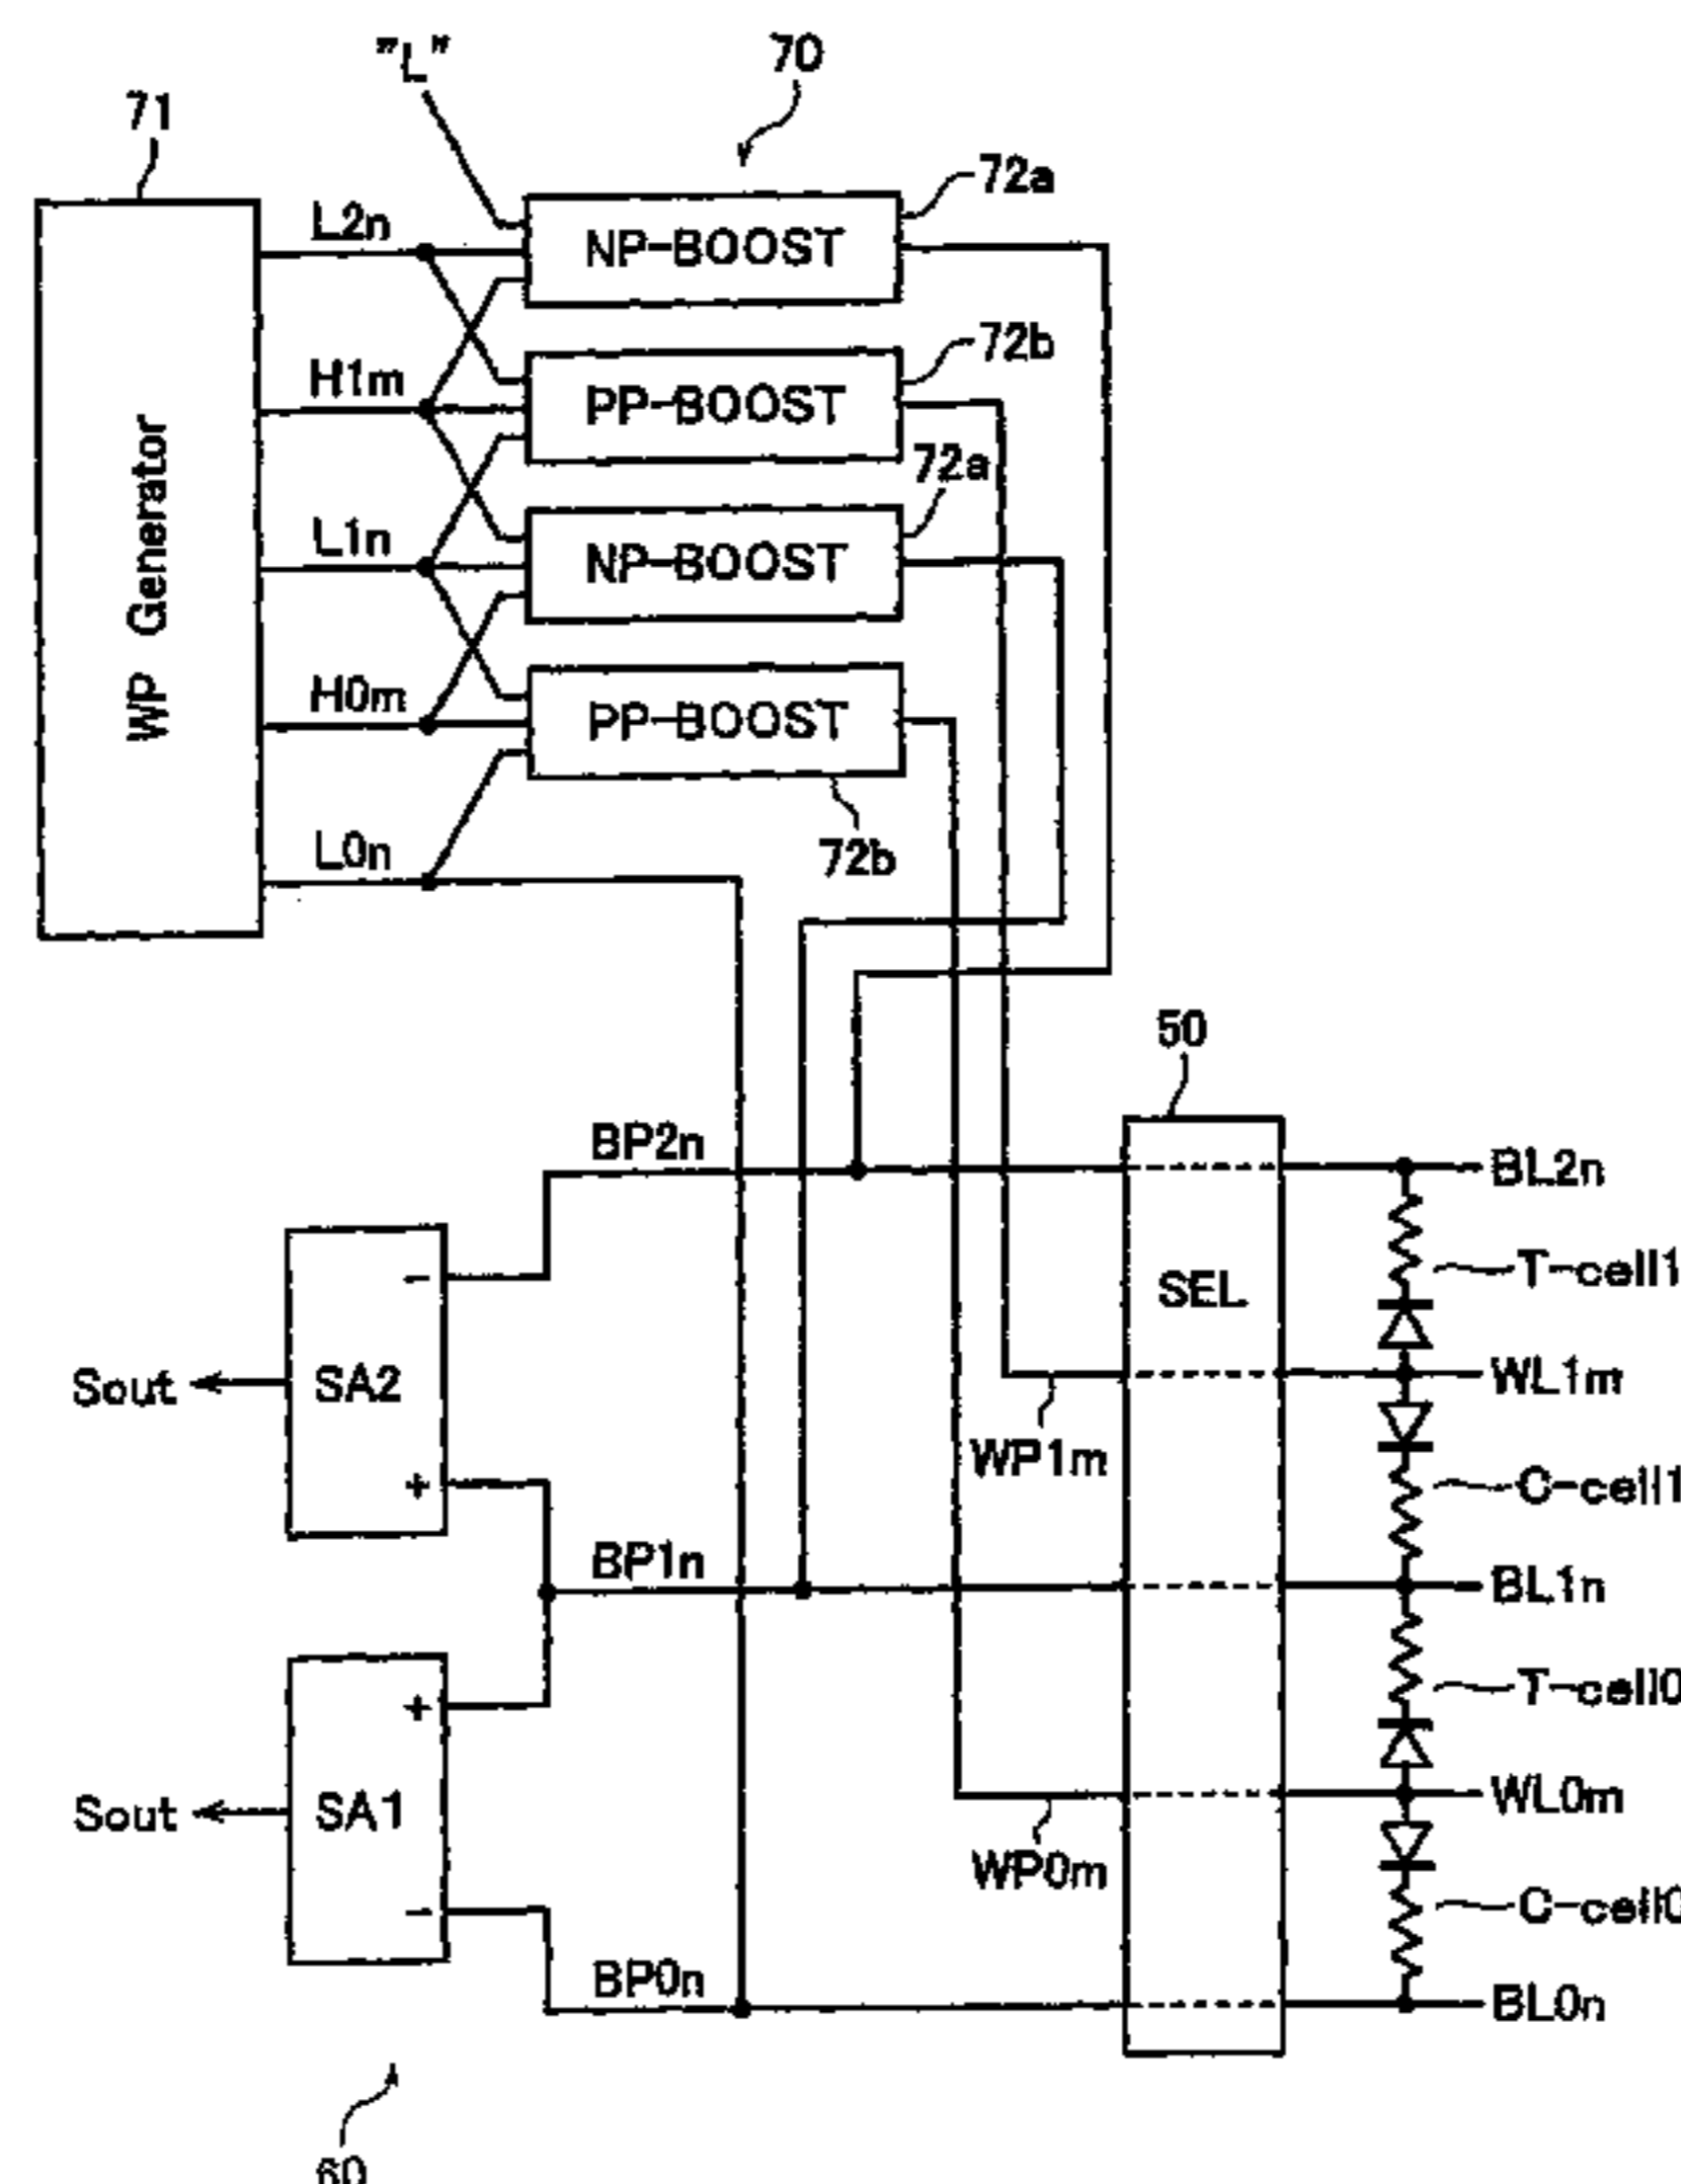 "L"
70
71
72a
L2n
NP-BOOST
72b
H1m
PP-BOOST
72a
L1n
NP-BOOST
WP Generator
H0m
PP-BOOST
L0n
72b
50
BP2n
BL2n
SEL
T-cell1
Sout
SA2
WL1m
WP1m
C-cell1
BP1n
BL1n
T-cell0
Sout
SA1
WL0m
WP0m
C-cell0
BP0n
BL0n
60